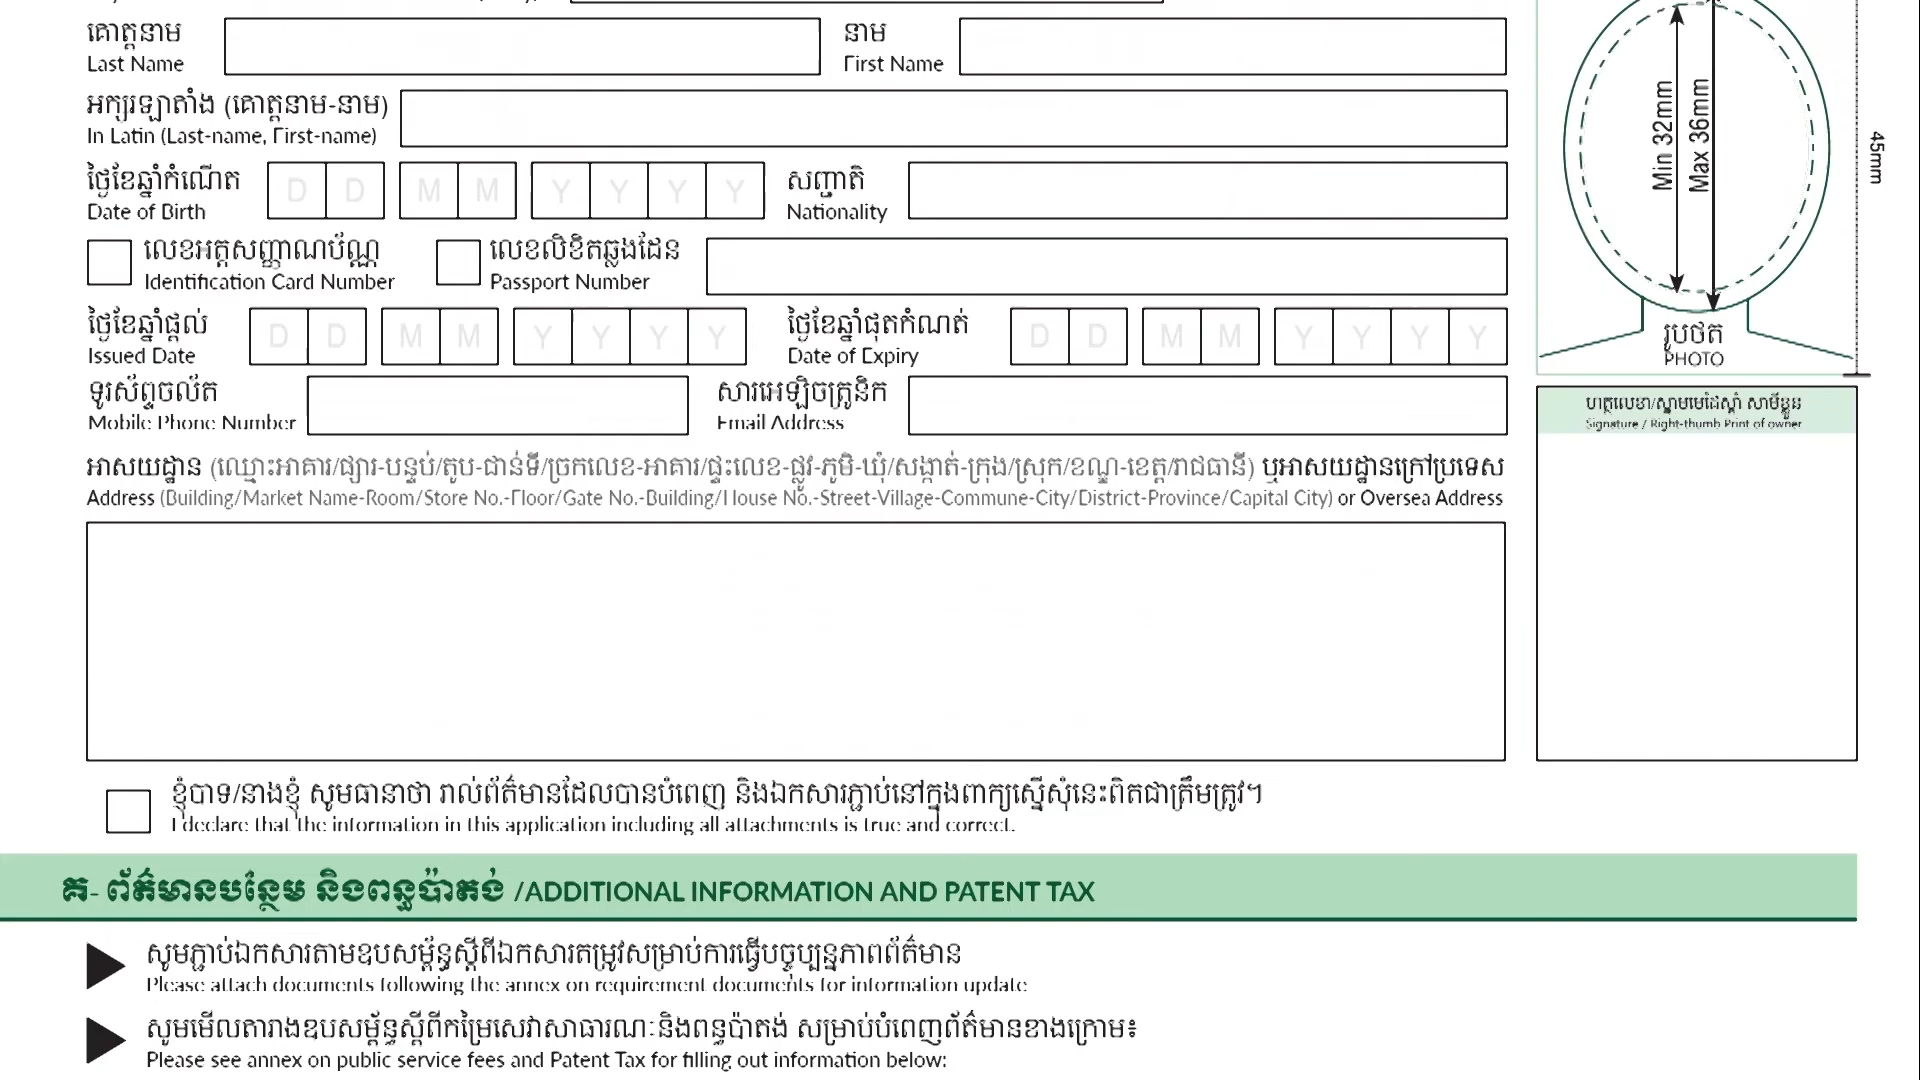 គោត្តនាម
Last Name
នាម
First Name
អក្សរឡាតាំង (គោត្តនាម-នាម)
In Latin (Last-name, First-name)
ថ្ងៃខែឆ្នាំកំណើត
Date of Birth
D D M M Y Y Y Y
សញ្ជាតិ
Nationality
លេខអត្តសញ្ញាណប័ណ្ណ
Identification Card Number
លេខលិខិតឆ្លងដែន
Passport Number
ថ្ងៃខែឆ្នាំផ្តល់
Issued Date
D D M M Y Y Y Y
ថ្ងៃខែឆ្នាំផុតកំណត់
Date of Expiry
D D M M Y Y Y Y
ទូរស័ព្ទចល័ត
Mobile Phone Number
សារអេឡិចត្រូនិក
Email Address
អាសយដ្ឋាន (ឈ្មោះអាគារ/ផ្សារ-បន្ទប់/តូប-ជាន់ទី/ច្រកលេខ-អាគារ/ផ្ទះលេខ-ផ្លូវ-ភូមិ-ឃុំ/សង្កាត់-ក្រុង/ស្រុក/ខណ្ឌ-ខេត្ត/រាជធានី) ឬអាសយដ្ឋានក្រៅប្រទេស
Address (Building/Market Name-Room/Store No.-Floor/Gate No.-Building/House No.-Street-Village-Commune-City/District-Province/Capital City) or Oversea Address
ខ្ញុំបាទ/នាងខ្ញុំ សូមធានាថា រាល់ព័ត៌មានដែលបានបំពេញ និងឯកសារភ្ជាប់នៅក្នុងពាក្យស្នើសុំនេះពិតជាត្រឹមត្រូវ។
I declare that the information in this application including all attachments is true and correct.
Min 32mm
Max 36mm
45mm
រូបថត
PHOTO
ហត្ថលេខា/ស្នាមមេដៃស្តាំ សាមីខ្លួន
Signature / Right-thumb Print of owner
គ- ព័ត៌មានបន្ថែម និងពន្ធប៉ាតង់ /ADDITIONAL INFORMATION AND PATENT TAX
សូមភ្ជាប់ឯកសារតាមឧបសម្ព័ន្ធស្តីពីឯកសារតម្រូវសម្រាប់ការធ្វើបច្ចុប្បន្នភាពព័ត៌មាន
Please attach documents following the annex on requirement documents for information update
សូមមើលតារាងឧបសម្ព័ន្ធស្តីពីកម្រៃសេវាសាធារណៈនិងពន្ធប៉ាតង់ សម្រាប់បំពេញព័ត៌មានខាងក្រោម៖
Please see annex on public service fees and Patent Tax for filling out information below: